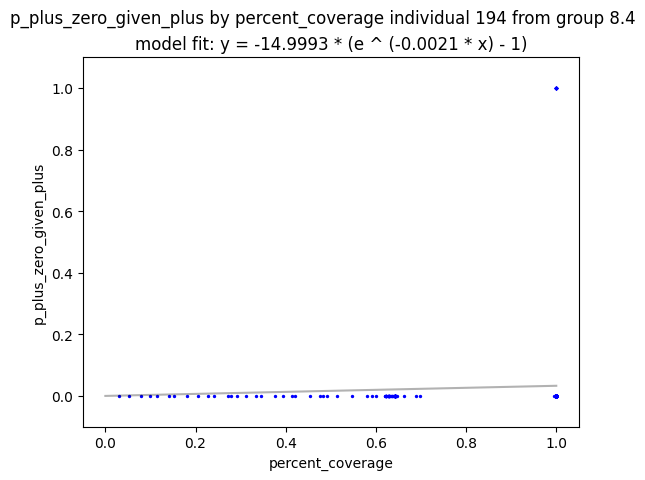 p_plus_zero_given_plus by percent_coverage individual 194 from group 8.4
model fit: y = -14.9993 * (e ^ (-0.0021 * x) - 1)
1.0
0.8
0.6
0.4
0.2
0.0
p_plus_zero_given_plus
0.0 0.2 0.4 0.6 0.8 1.0
percent_coverage